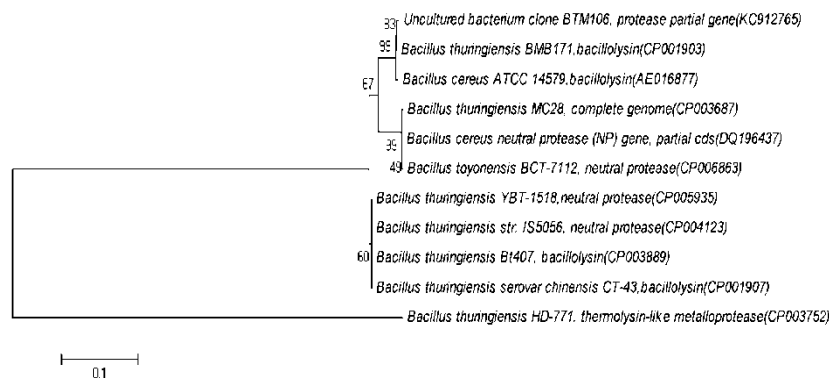 83
Uncultured bacterium clone BTM106, protease partial gene(KC912765)
99
Bacillus thuringiensis BMB171,bacillolysin(CP001903)
Bacillus cereus ATCC 14579,bacillolysin(AE016877)
67
Bacillus thuringiensis MC28, complete genome(CP003687)
Bacillus cereus neutral protease (NP) gene, partial cds(DQ196437)
99
49
Bacillus toyonensis BCT-7112, neutral protease(CP006863)
Bacillus thuringiensis YBT-1518,neutral protease(CP005935)
Bacillus thuringiensis str. IS5056, neutral protease(CP004123)
60
Bacillus thuringiensis Bt407, bacillolysin(CP003889)
Bacillus thuringiensis serovar chinensis CT-43,bacillolysin(CP001907)
Bacillus thuringiensis HD-771, thermolysin-like metalloprotease(CP003752)
0.1